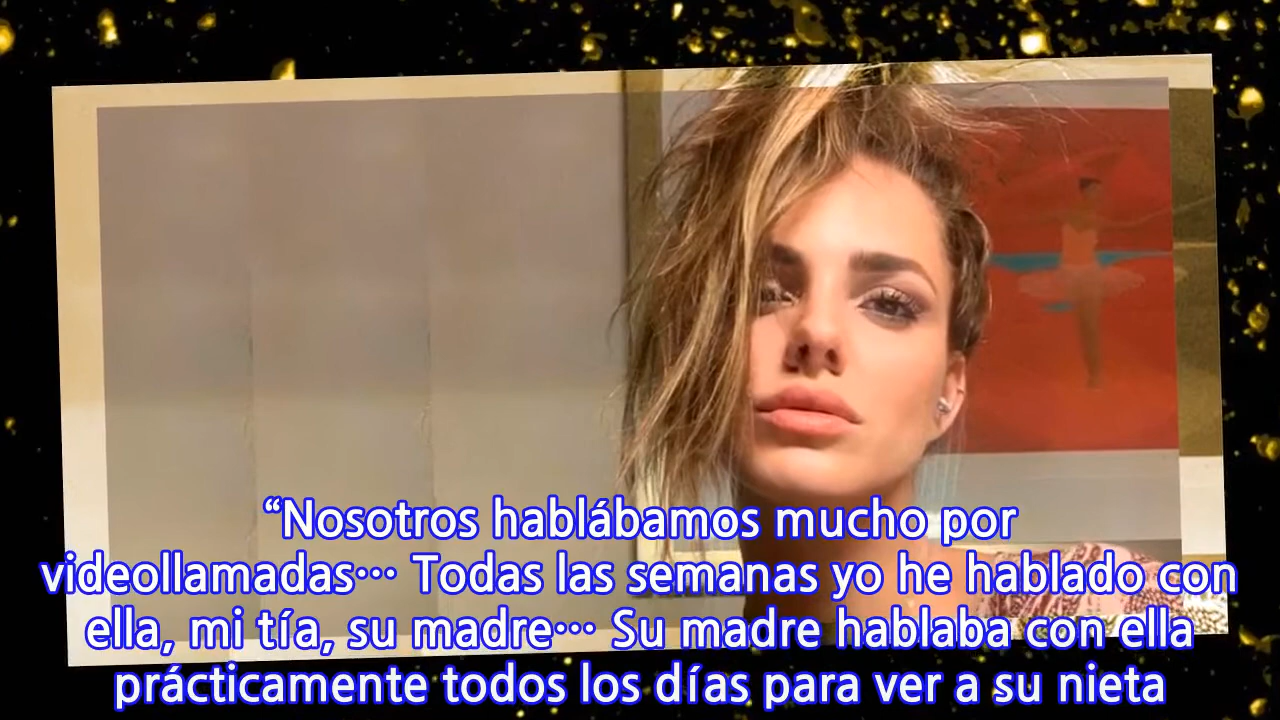 “Nosotros hablábamos mucho por
videollamadas··· Todas las semanas yo he hablado con
ella, mi tía, su madre··· Su madre hablaba con ella
prácticamente todos los días para ver a su nieta